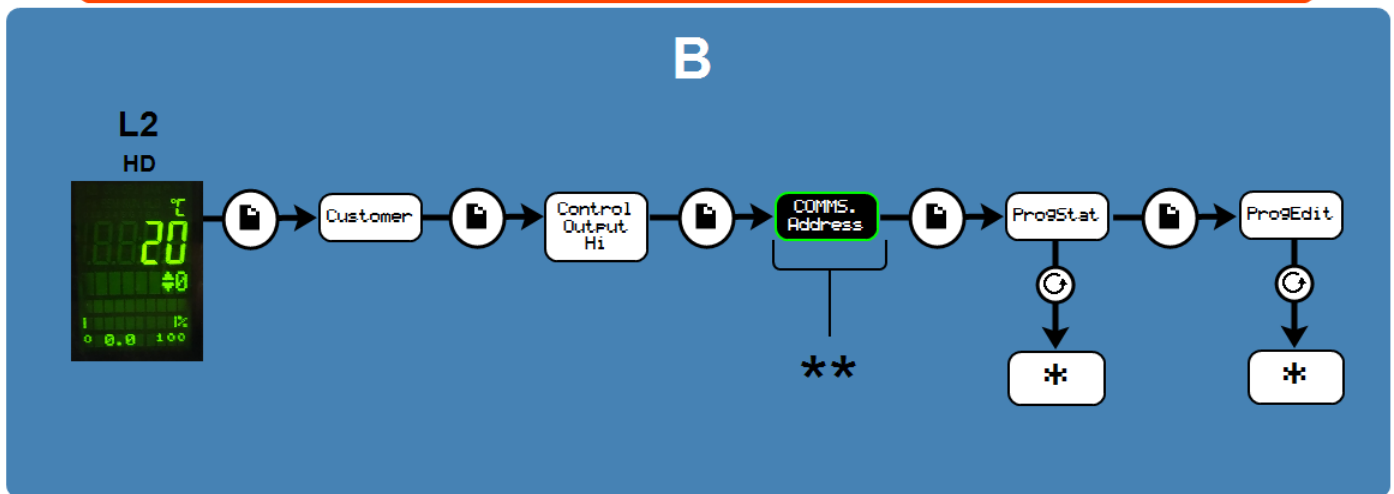 B
L2
HD
°C
20
0
1%
0 0.0 100
Customer
Control
Output
Hi
COMMS.
Address
ProgStat
ProgEdit
**
*
*